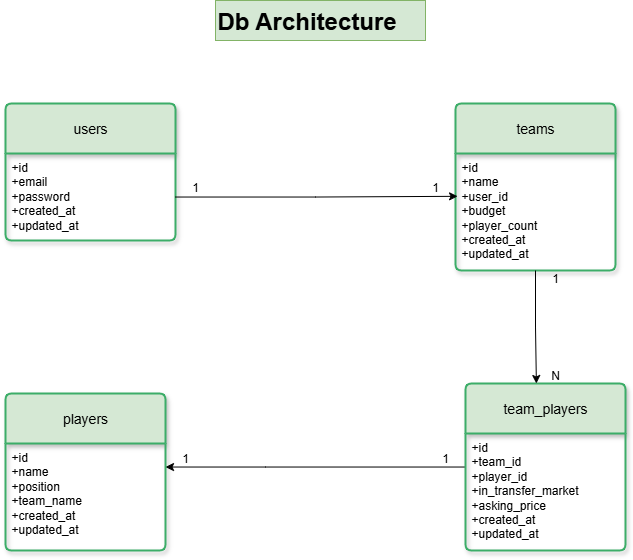 Db Architecture
users
+id
+email
+password
+created_at
+updated_at
1
1
teams
+id
+name
+user_id
+budget
+player_count
+created_at
+updated_at
1
N
players
+id
+name
+position
+team_name
+created_at
+updated_at
1
1
team_players
+id
+team_id
+player_id
+in_transfer_market
+asking_price
+created_at
+updated_at